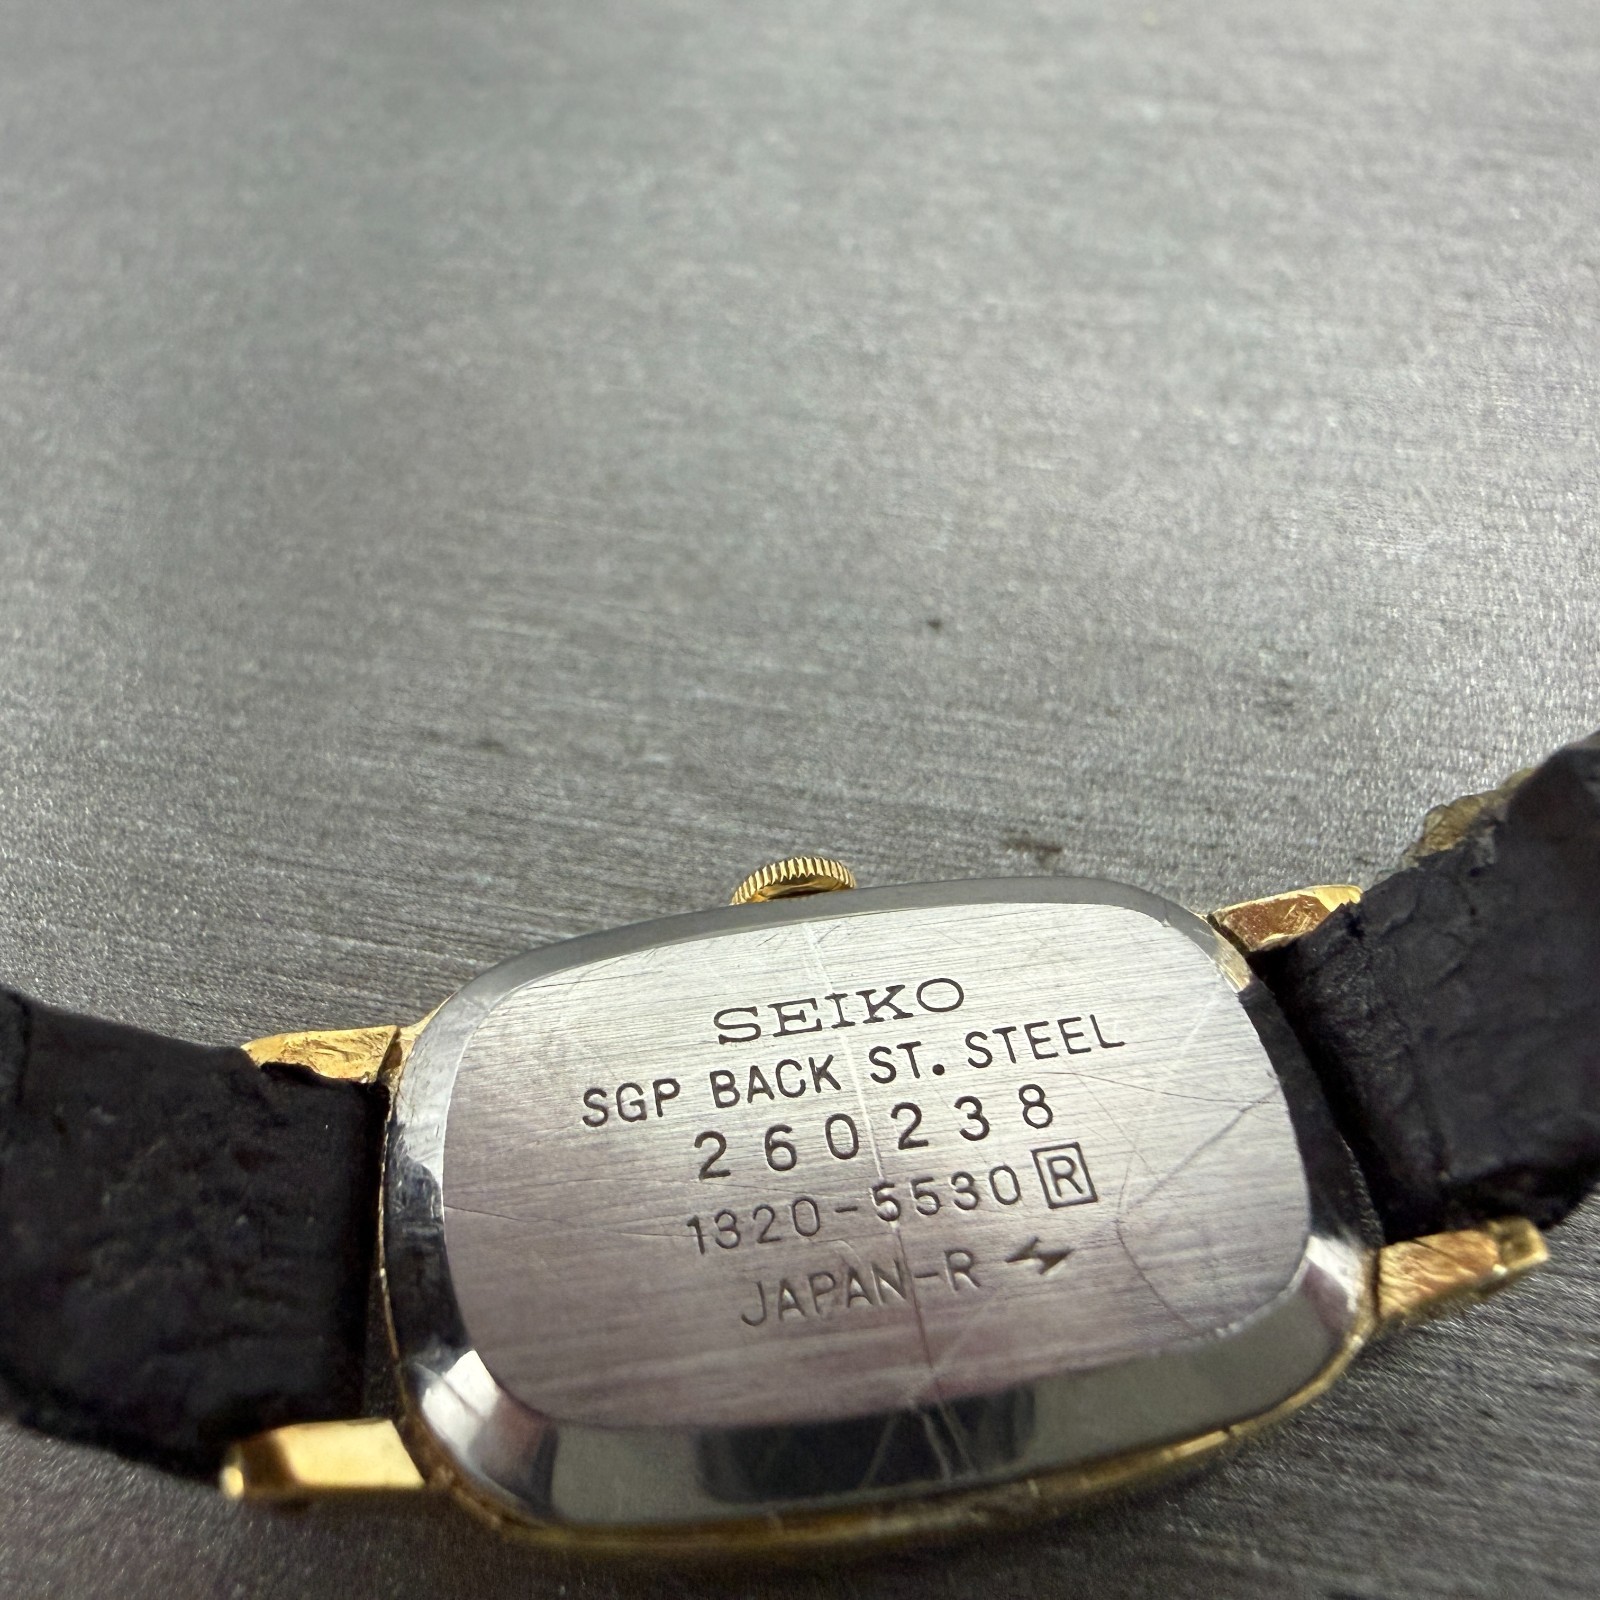 SEIKO
SGP BACK ST. STEEL
260238
1320-5530 R
JAPAN-R